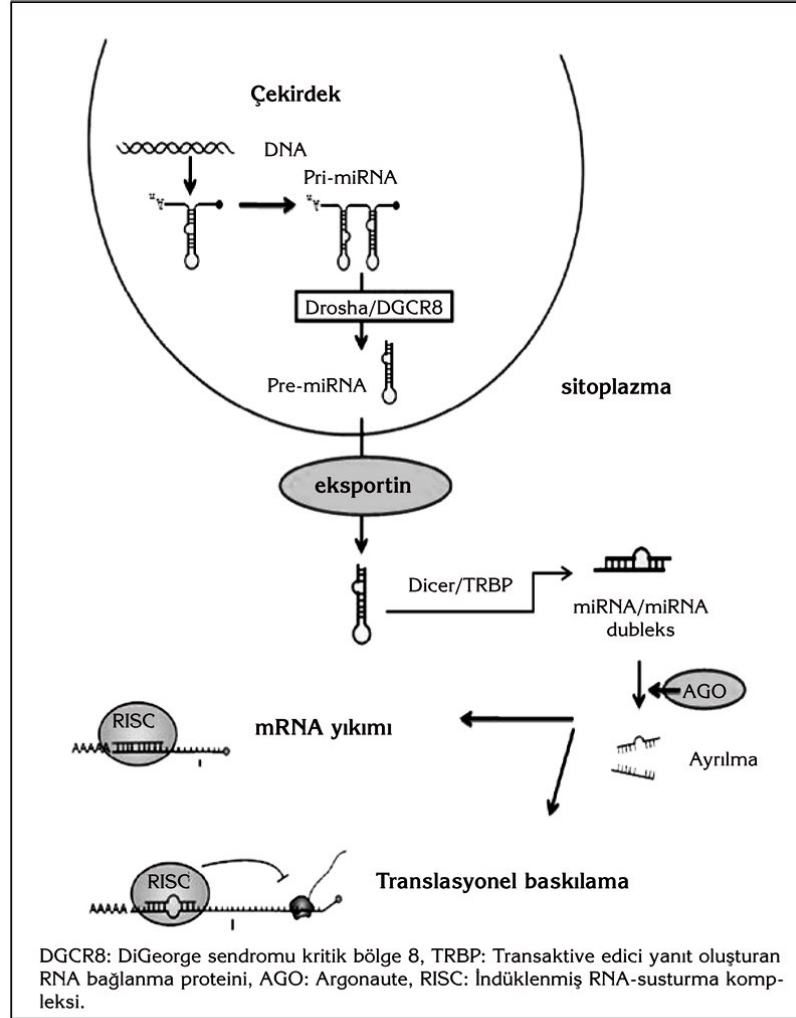 Çekirdek
DNA
Pri-miRNA
Drosha/DGCR8
Pre-miRNA
sitoplazma
eksportin
Dicer/TRBP
miRNA/miRNA
dubleks
AGO
RISC
mRNA yıkımı
AAAAA
Ayrılma
RISC
Translasyonel baskılama
AAAAA
DGCR8: DiGeorge sendromu kritik bölge 8, TRBP: Transaktive edici yanıt oluşturan
RNA bağlanma proteini, AGO: Argonaute, RISC: İndüklenmiş RNA-susturma komp-
leksi.